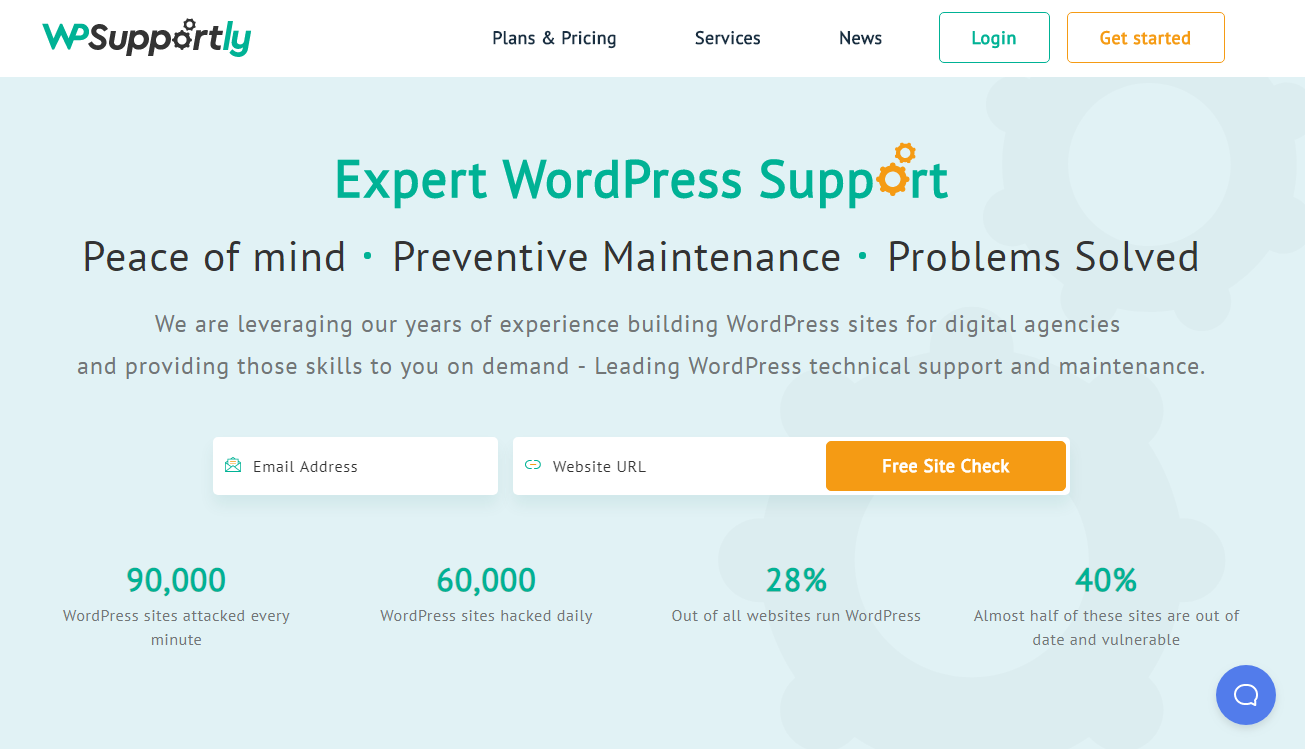 WPSupportly
Plans & Pricing
Services
News
Login
Get started
Expert WordPress Support
Peace of mind · Preventive Maintenance · Problems Solved
We are leveraging our years of experience building WordPress sites for digital agencies
and providing those skills to you on demand - Leading WordPress technical support and maintenance.
Email Address
Website URL
Free Site Check
90,000
WordPress sites attacked every
minute
60,000
WordPress sites hacked daily
28%
Out of all websites run WordPress
40%
Almost half of these sites are out of
date and vulnerable